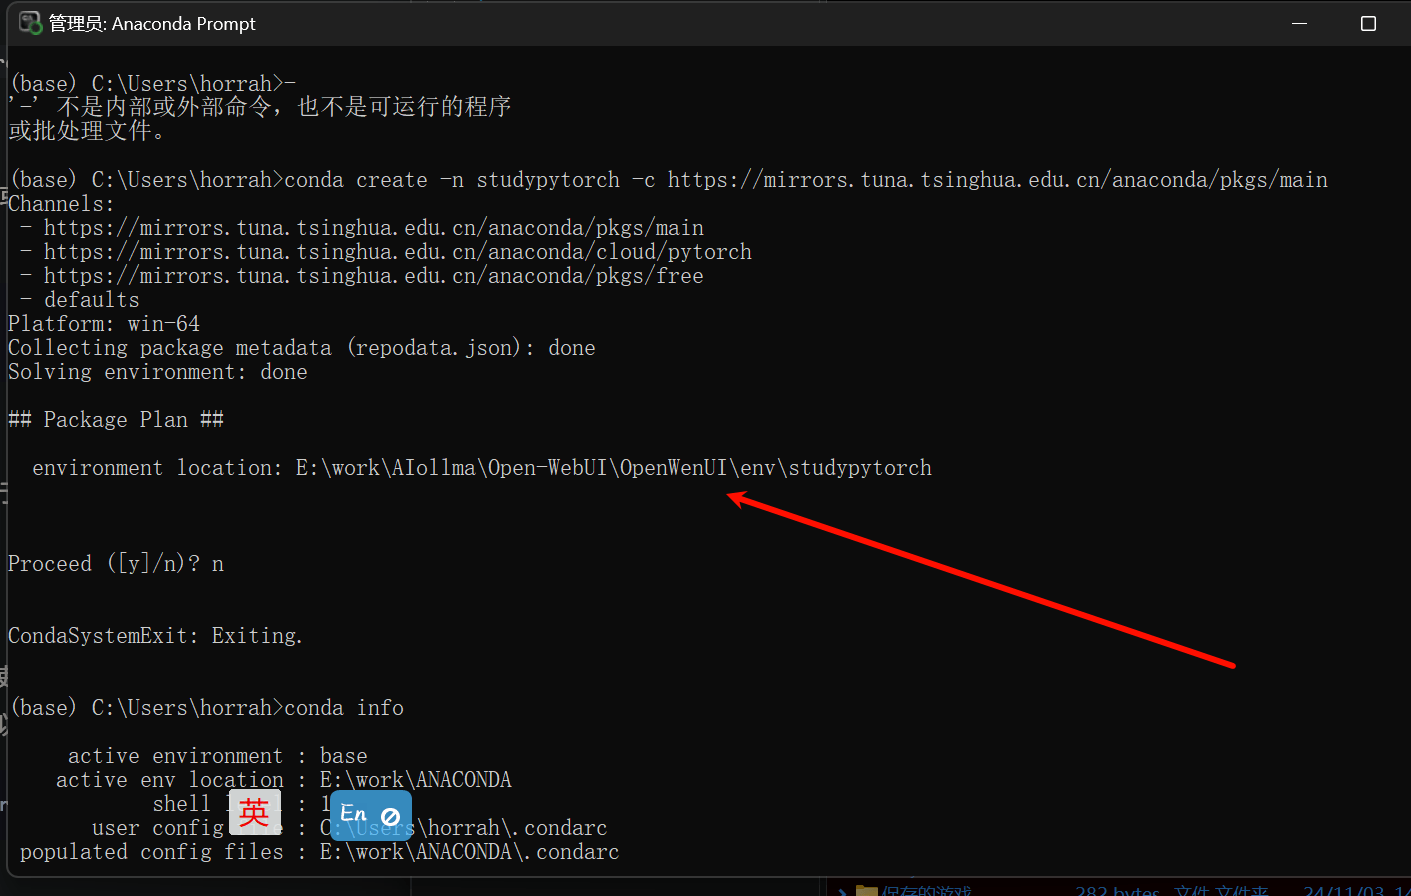 管理员: Anaconda Prompt
(base) C:\Users\horrah>-
'-' 不是内部或外部命令，也不是可运行的程序
或批处理文件。
(base) C:\Users\horrah>conda create -n studypytorch -c https://mirrors.tuna.tsinghua.edu.cn/anaconda/pkgs/main
Channels:
- https://mirrors.tuna.tsinghua.edu.cn/anaconda/pkgs/main
- https://mirrors.tuna.tsinghua.edu.cn/anaconda/cloud/pytorch
- https://mirrors.tuna.tsinghua.edu.cn/anaconda/pkgs/free
- defaults
Platform: win-64
Collecting package metadata (repodata.json): done
Solving environment: done
## Package Plan ##
environment location: E:\work\AIollma\Open-WebUI\OpenWenUI\env\studypytorch
Proceed ([y]/n)? n
CondaSystemExit: Exiting.
(base) C:\Users\horrah>conda info
active environment : base
active env location : E:\work\ANACONDA
shell : 1
英 En
user config : C:\Users\horrah\.condarc
populated config files : E:\work\ANACONDA\.condarc
保存的游戏 282 bytes 文件 文件夹 24/11/03